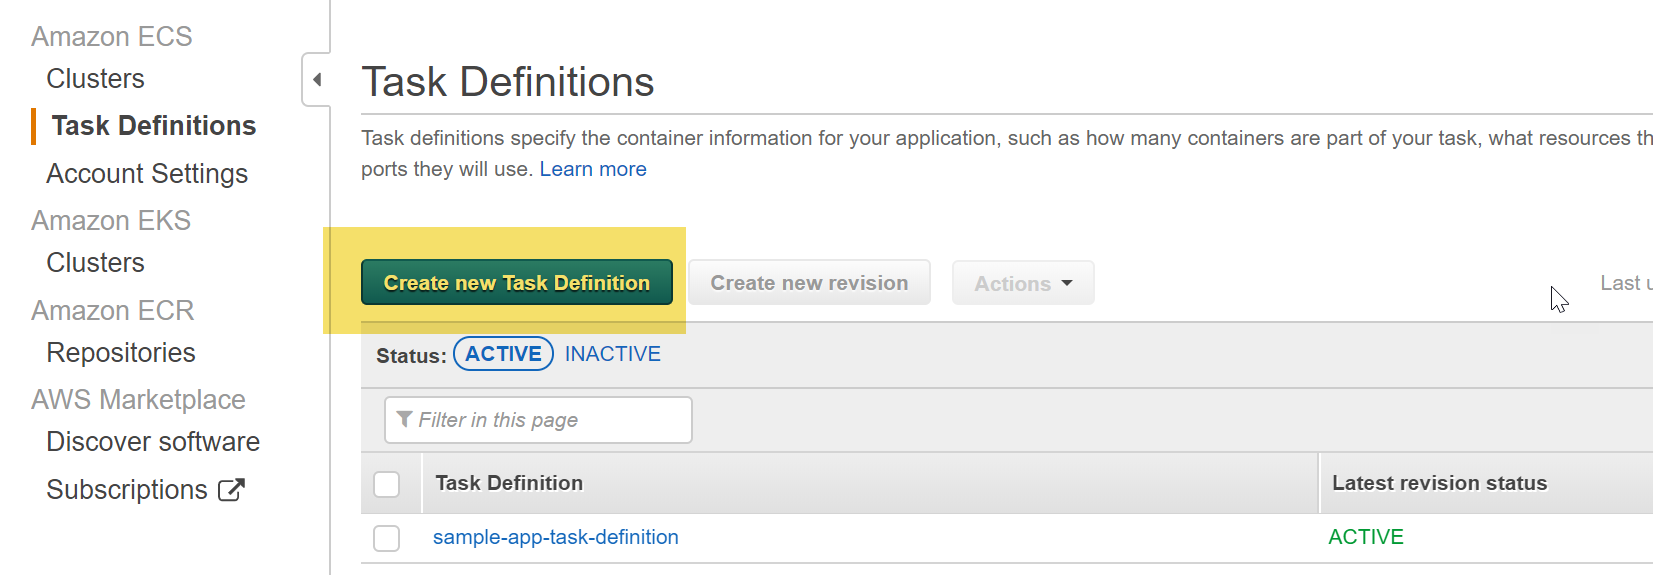 Amazon ECS
Clusters
Task Definitions
Account Settings
Amazon EKS
Clusters
Amazon ECR
Repositories
AWS Marketplace
Discover software
Subscriptions
Task Definitions
Task definitions specify the container information for your application, such as how many containers are part of your task, what resources
ports they will use. Learn more
Create new Task Definition Create new revision Actions Last
Status: ACTIVE INACTIVE
Filter in this page
Task Definition Latest revision status
sample-app-task-definition ACTIVE